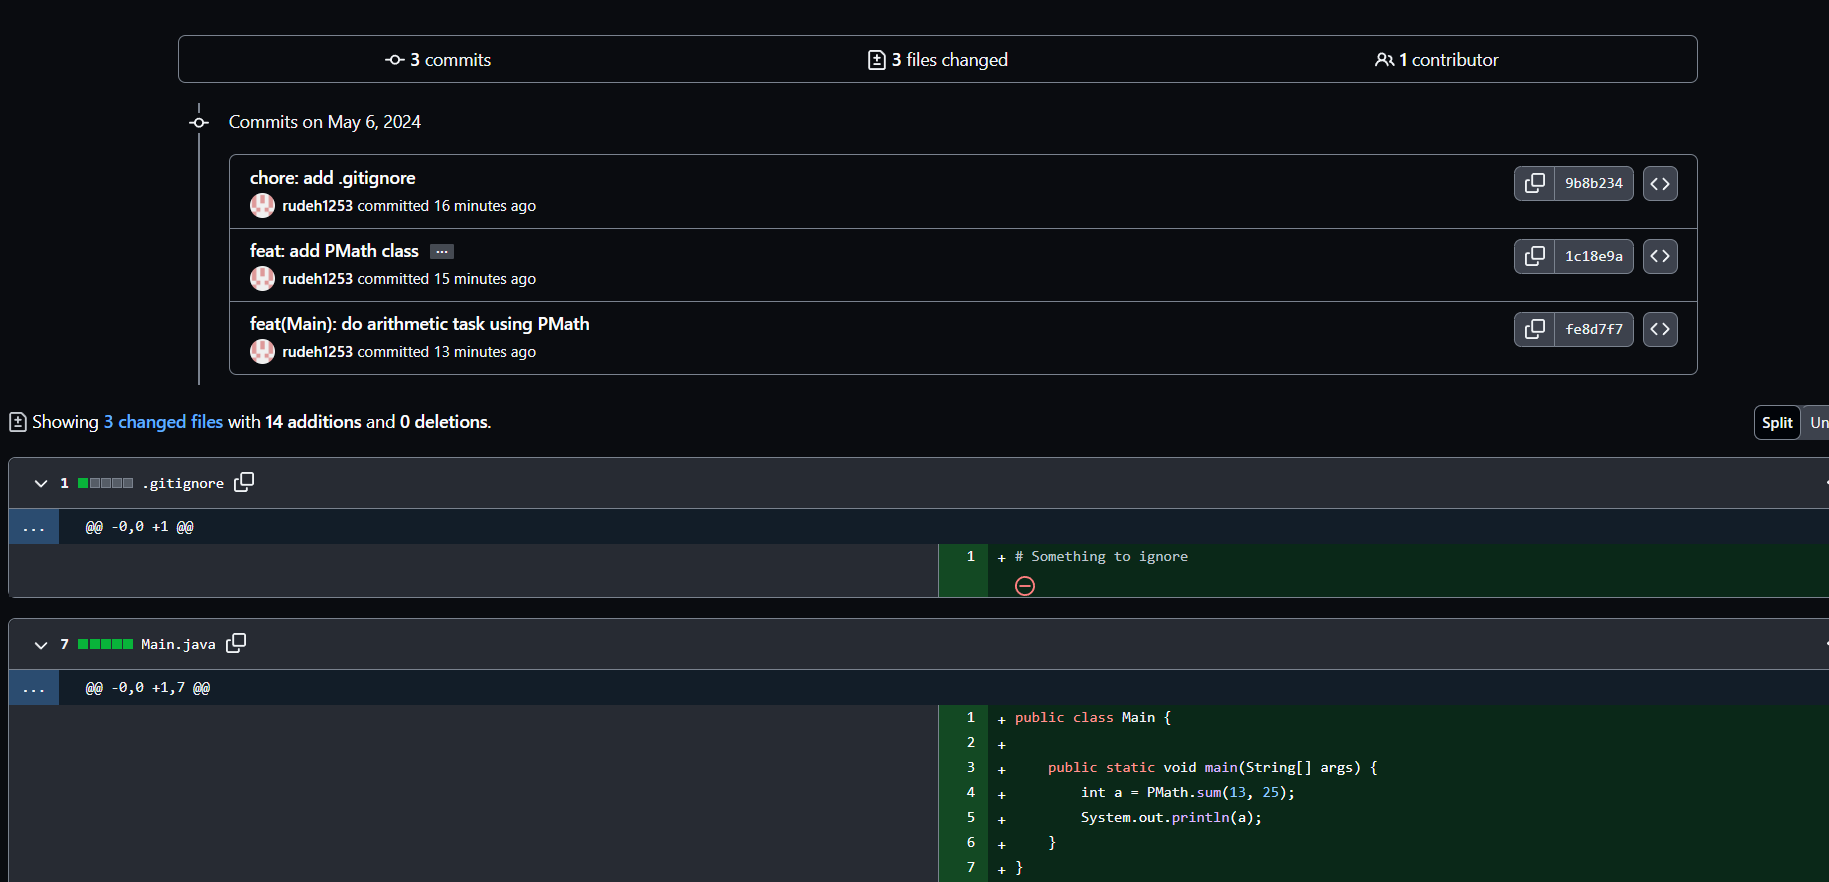 3 commits
3 files changed
1 contributor
Commits on May 6, 2024
chore: add .gitignore
rudeh1253 committed 16 minutes ago
9b8b234
feat: add PMath class ...
rudeh1253 committed 15 minutes ago
1c18e9a
feat(Main): do arithmetic task using PMath
rudeh1253 committed 13 minutes ago
fe8d7f7
Showing 3 changed files with 14 additions and 0 deletions.
Split Un
1 .gitignore
... @@ -0,0 +1 @@
1 + # Something to ignore
7 Main.java
... @@ -0,0 +1,7 @@
1 + public class Main {
2 +
3 + public static void main(String[] args) {
4 + int a = PMath.sum(13, 25);
5 + System.out.println(a);
6 + }
7 + }